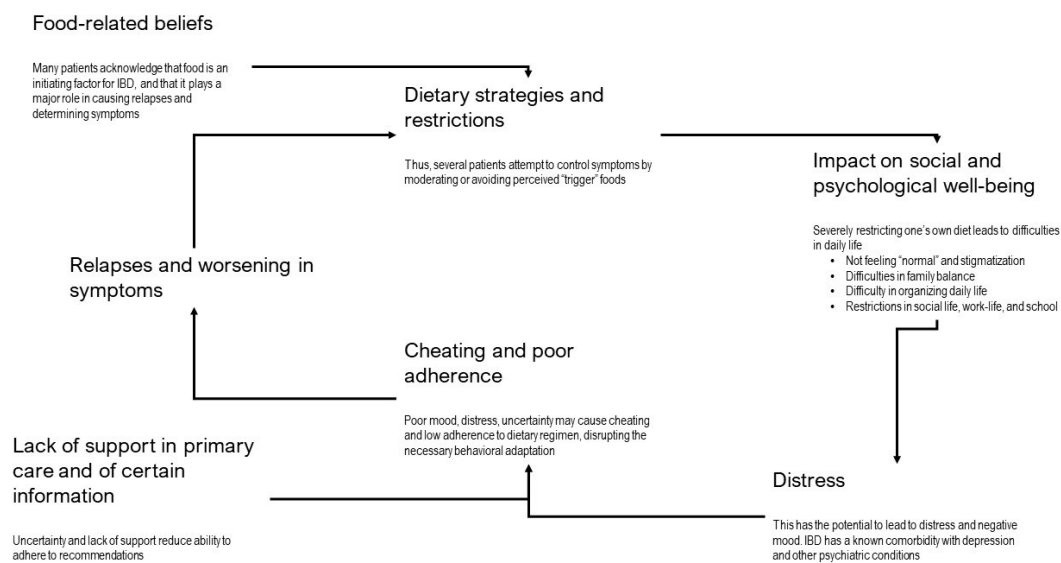 Food-related beliefs
Many patients acknowledge that food is an
initiating factor for IBD, and that it plays a
major role in causing relapses and
determining symptoms
Dietary strategies and
restrictions
Thus, several patients attempt to control symptoms by
moderating or avoiding perceived “trigger” foods
Impact on social and
psychological well-being
Severely restricting one’s own diet leads to difficulties
in daily life
• Not feeling “normal” and stigmatization
• Difficulties in family balance
• Difficulty in organizing daily life
• Restrictions in social life, work-life, and school
Relapses and worsening in
symptoms
Cheating and poor
adherence
Poor mood, distress, uncertainty may cause cheating
and low adherence to dietary regimen, disrupting the
necessary behavioral adaptation
Lack of support in primary
care and of certain
information
Uncertainty and lack of support reduce ability to
adhere to recommendations
Distress
This has the potential to lead to distress and negative
mood. IBD has a known comorbidity with depression
and other psychiatric conditions